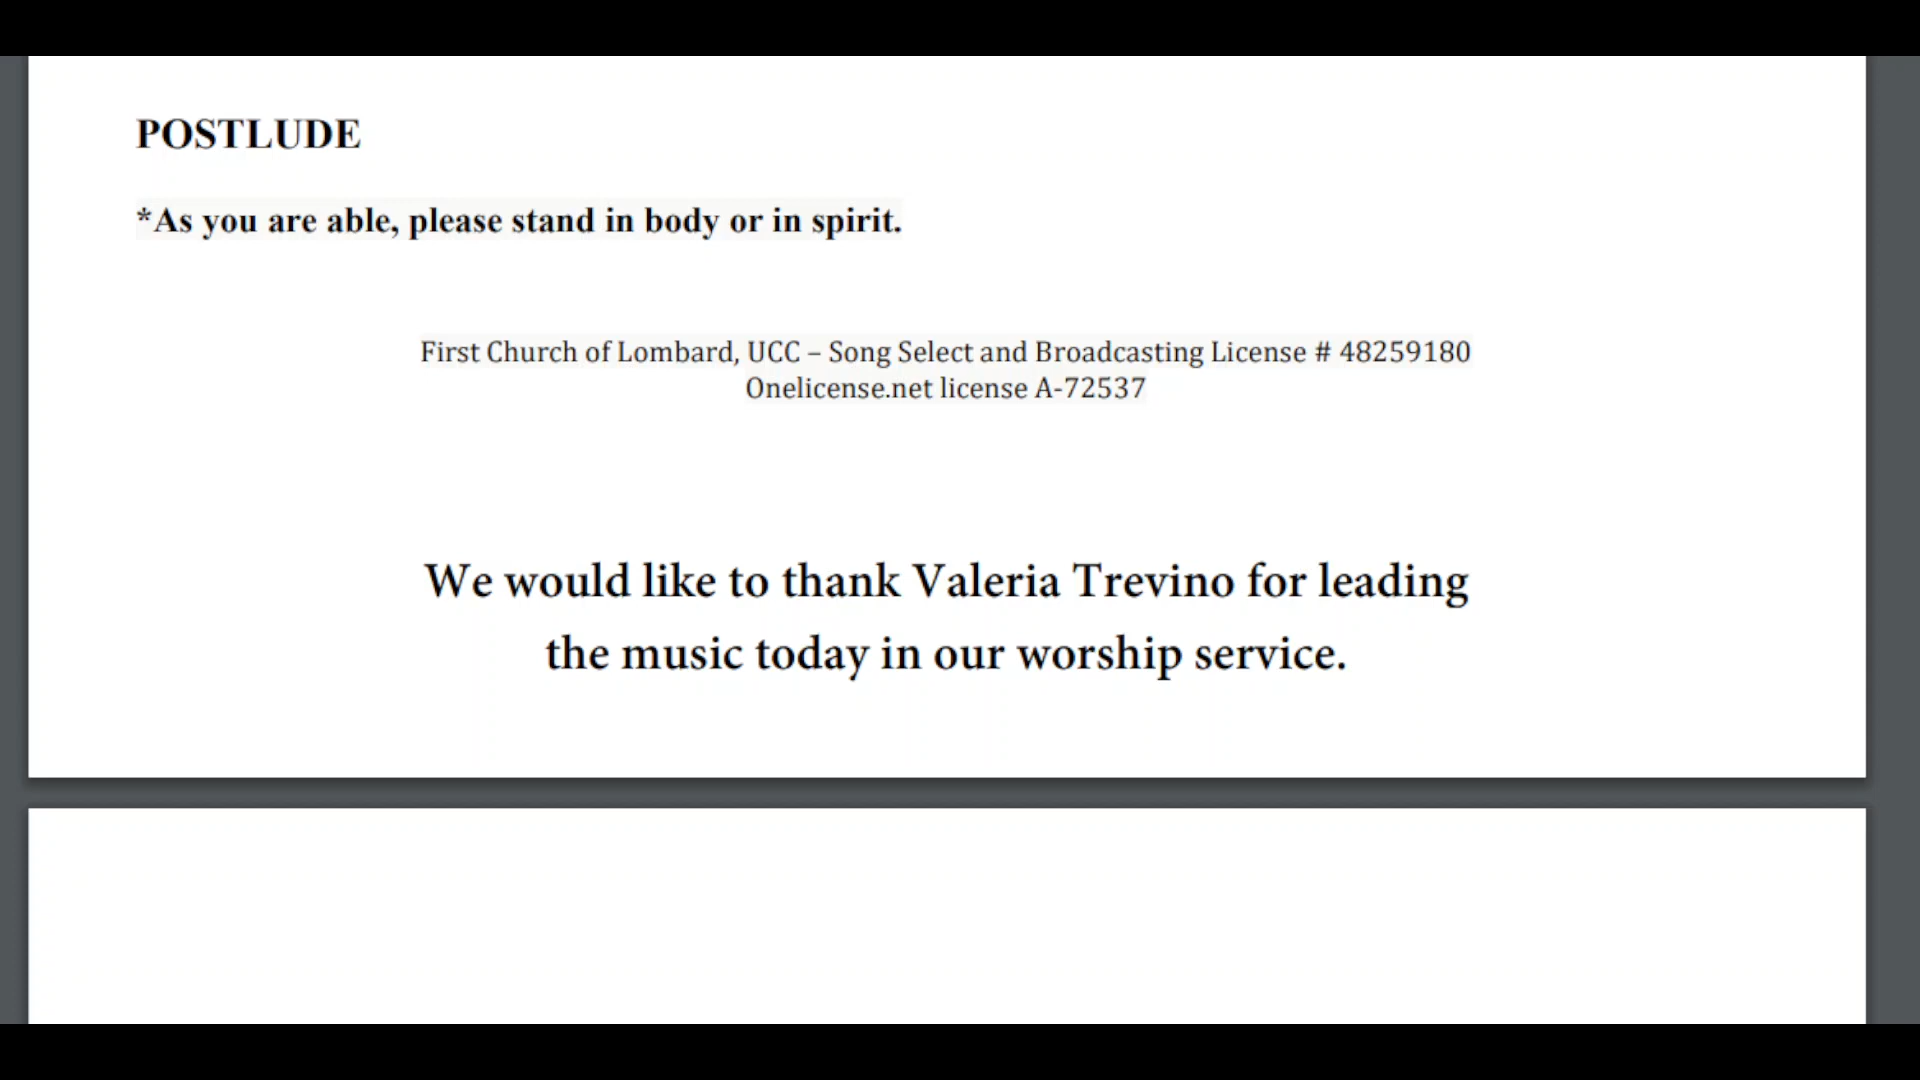 POSTLUDE
*As you are able, please stand in body or in spirit.
First Church of Lombard, UCC – Song Select and Broadcasting License # 48259180
Onelicense.net license A-72537
We would like to thank Valeria Trevino for leading
the music today in our worship service.